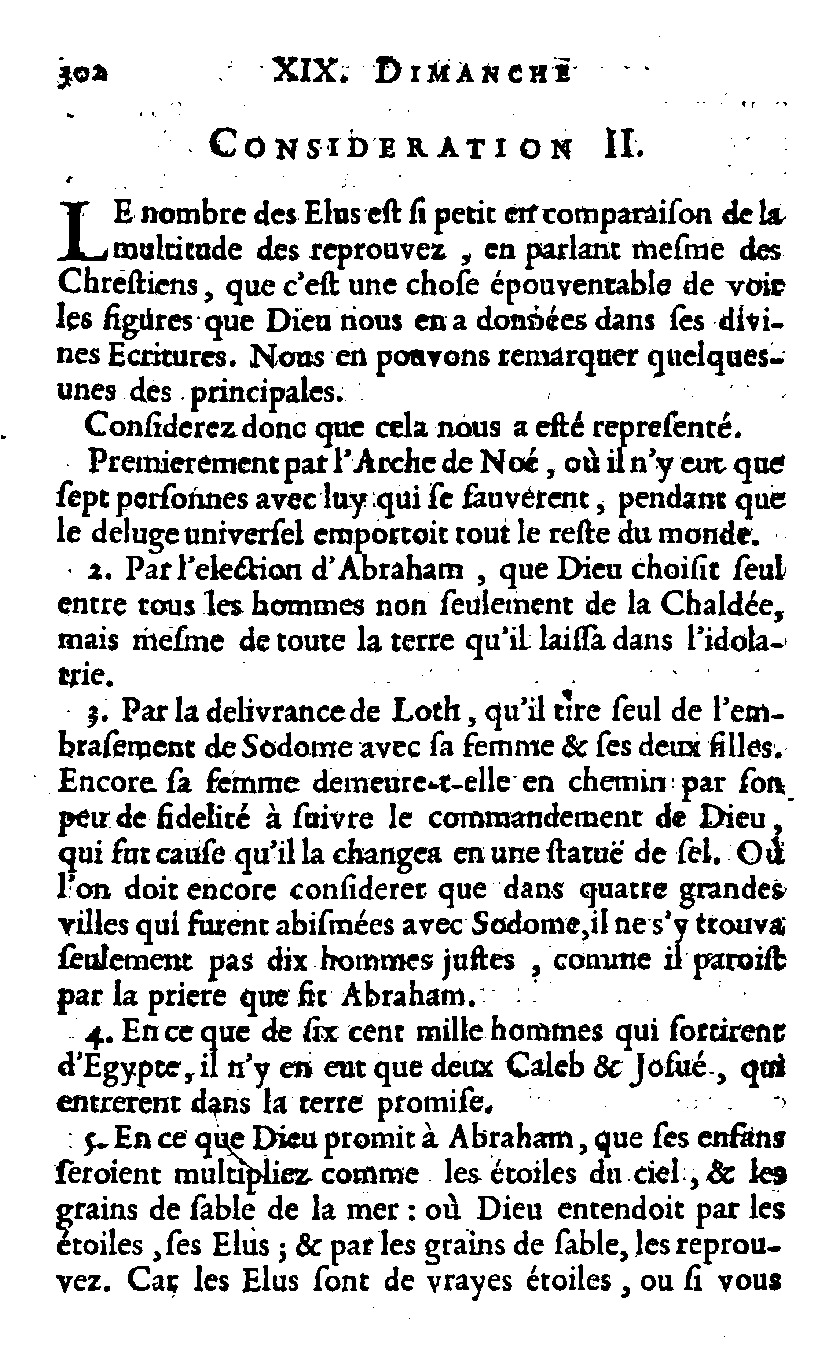 302 XIX. DIMANCHE
CONSIDERATION II.
LE nombre des Elus eſt ſi petit en comparaiſon de la
multitude des reprouvez , en parlant meſme des
Chreſtiens, que c'eſt une choſe épouventable de voir
les figures que Dieu nous en a données dans ſes divi-
nes Ecritures. Nous en pouvons remarquer quelques-
unes des principales.
Conſiderez donc que cela nous a eſté repreſenté.
Premierement par l'Arche de Noé, où il n'y eut que
ſept perſonnes avec luy qui ſe ſauvérent, pendant que
le deluge univerſel emportoit tout le reſte du monde.
2. Par l'election d'Abraham , que Dieu choiſit ſeul
entre tous les hommes non ſeulement de la Chaldée,
mais meſme de toute la terre qu'il laiſſa dans l'idola-
trie.
3. Par la delivrance de Loth, qu'il tire ſeul de l'em-
braſement de Sodome avec ſa femme & ſes deux filles.
Encore ſa femme demeure-t-elle en chemin par ſon
peu de fidelité à ſuivre le commandement de Dieu,
qui fut cauſe qu'il la changea en une ſtatuë de ſel. Où
l'on doit encore conſiderer que dans quatre grandes
villes qui furent abiſmées avec Sodome, il ne s'y trouva
ſeulement pas dix hommes juſtes , comme il paroiſt
par la priere que fit Abraham.
4. En ce que de ſix cent mille hommes qui ſortirent
d'Egypte, il n'y en eut que deux Caleb & Joſué, qui
entrerent dans la terre promiſe.
5. En ce que Dieu promit à Abraham, que ſes enfans
ſeroient multipliez comme les étoiles du ciel, & les
grains de ſable de la mer : où Dieu entendoit par les
étoiles , ſes Elus ; & par les grains de ſable, les reprou-
vez. Car les Elus ſont de vrayes étoiles , ou ſi vous